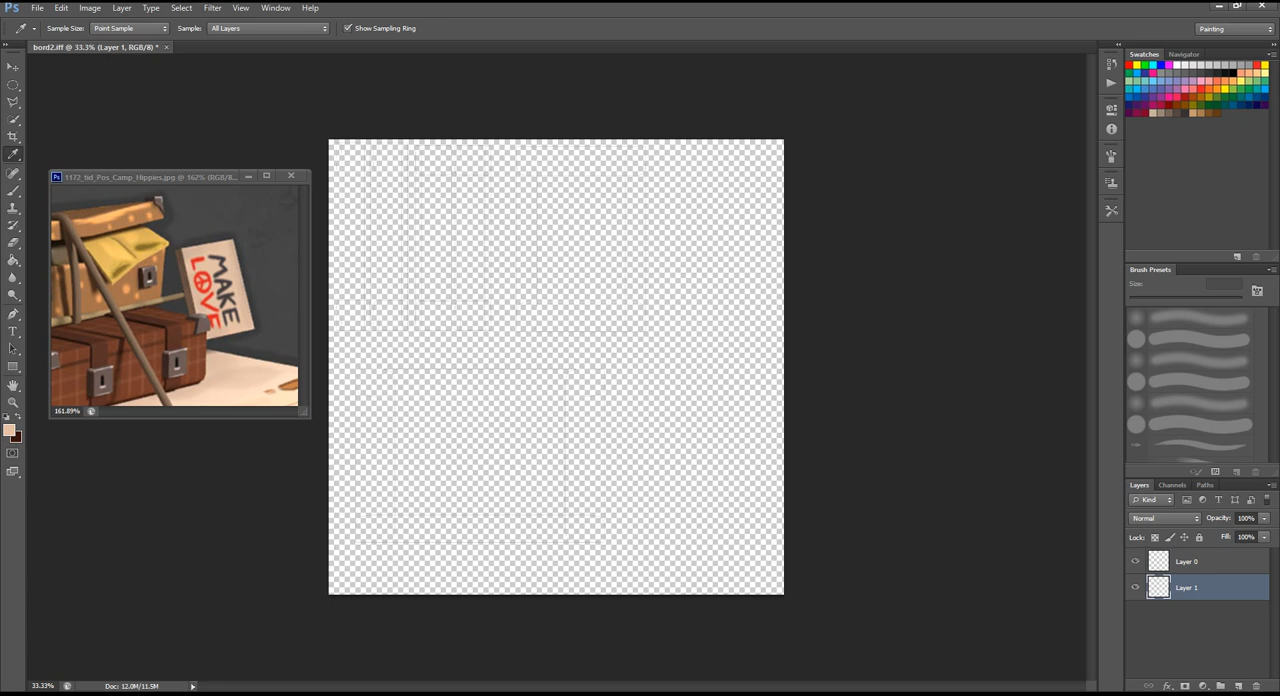 Ps File Edit Image Layer Type Select Filter View Window Help
Sample Size: Point Sample Sample: All Layers Show Sampling Ring Painting
bord2.iff @ 33.3% (Layer 1, RGB/8) * ×
Swatches Navigator
Ps 1172_tid_Pos_Camp_Hippies.jpg @ 162% (RGB/8...
MAKE
LOVE
161.89%
Brush Presets
Size:
Layers Channels Paths
Kind
Normal Opacity: 100%
Lock: Fill: 100%
Layer 0
Layer 1
33.33% Doc: 12.0M/11.5M